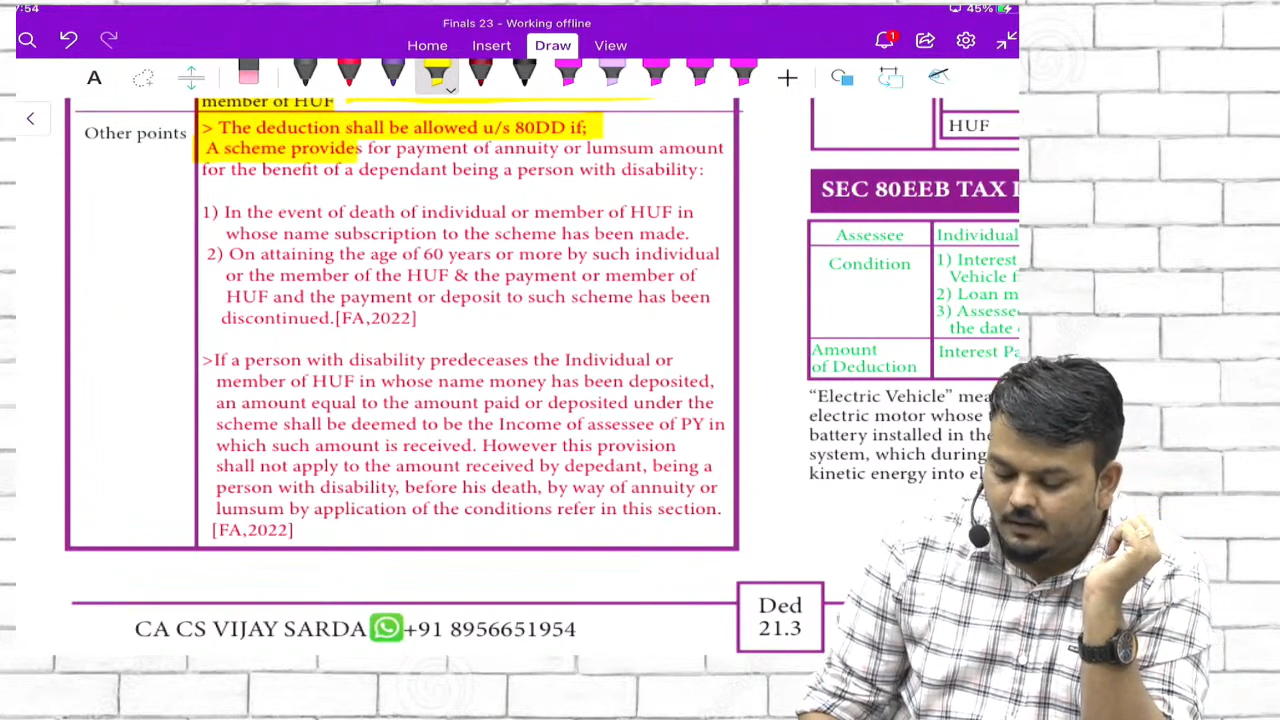 7:54
45%
Finals 23 - Working offline
Home Insert Draw View
1
A
member of HUF
Other points
> The deduction shall be allowed u/s 80DD if;
A scheme provides for payment of annuity or lumsum amount
for the benefit of a dependant being a person with disability:
1) In the event of death of individual or member of HUF in
whose name subscription to the scheme has been made.
2) On attaining the age of 60 years or more by such individual
or the member of the HUF & the payment or member of
HUF and the payment or deposit to such scheme has been
discontinued.[FA,2022]
>If a person with disability predeceases the Individual or
member of HUF in whose name money has been deposited,
an amount equal to the amount paid or deposited under the
scheme shall be deemed to be the Income of assessee of PY in
which such amount is received. However this provision
shall not apply to the amount received by depedant, being a
person with disability, before his death, by way of annuity or
lumsum by application of the conditions refer in this section.
[FA,2022]
CA CS VIJAY SARDA +91 8956651954
Ded
21.3
HUF
SEC 80EEB TAX
Assessee Individual
Condition 1) Interest
Vehicle
2) Loan
3) Assesse
the date
Amount
of Deduction
Interest
"Electric Vehicle"
electric motor whose
battery installed in the
system, which during
kinetic energy into